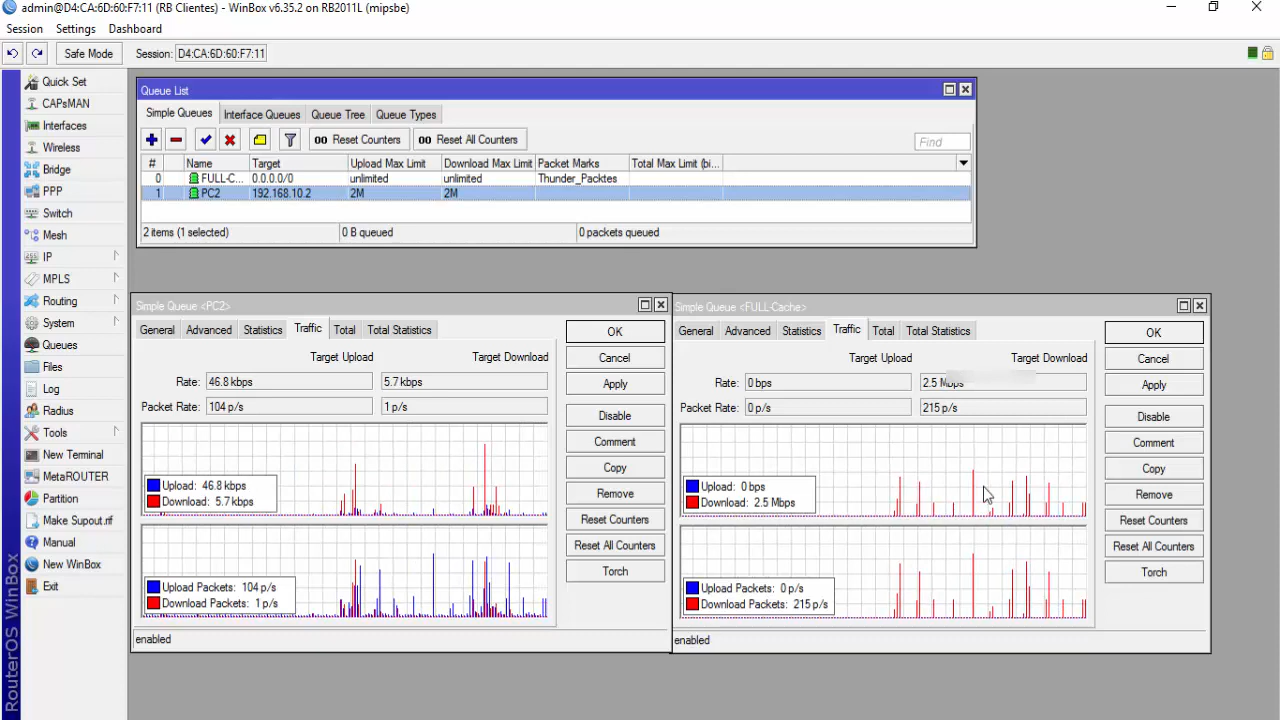 admin@D4:CA:6D:60:F7:11 (RB Clientes) - WinBox v6.35.2 on RB2011L (mipsbe)
Session Settings Dashboard
Safe Mode Session: D4:CA:6D:60:F7:11
Quick Set
CAPsMAN
Interfaces
Wireless
Bridge
PPP
Switch
Mesh
IP
MPLS
Routing
System
Queues
Files
Log
Radius
Tools
New Terminal
MetaROUTER
Partition
Make Supout.rif
Manual
New WinBox
Exit
RouterOS WinBox
Queue List
Simple Queues Interface Queues Queue Tree Queue Types
00 Reset Counters 00 Reset All Counters Find
# Name Target Upload Max Limit Download Max Limit Packet Marks Total Max Limit (bi...
0 FULL-C... 0.0.0.0/0 unlimited unlimited Thunder_Packtes
1 PC2 192.168.10.2 2M 2M
2 items (1 selected) 0 B queued 0 packets queued
Simple Queue <PC2>
General Advanced Statistics Traffic Total Total Statistics
Target Upload Target Download
Rate: 46.8 kbps 5.7 kbps
Packet Rate: 104 p/s 1 p/s
Upload: 46.8 kbps
Download: 5.7 kbps
Upload Packets: 104 p/s
Download Packets: 1 p/s
enabled
OK
Cancel
Apply
Disable
Comment
Copy
Remove
Reset Counters
Reset All Counters
Torch
Simple Queue <FULL-Cache>
General Advanced Statistics Traffic Total Total Statistics
Target Upload Target Download
Rate: 0 bps 2.5 Mbps
Packet Rate: 0 p/s 215 p/s
Upload: 0 bps
Download: 2.5 Mbps
Upload Packets: 0 p/s
Download Packets: 215 p/s
enabled
OK
Cancel
Apply
Disable
Comment
Copy
Remove
Reset Counters
Reset All Counters
Torch